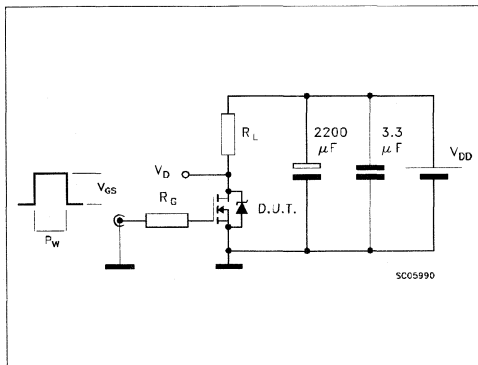 R_L
2200 μF
3.3 μF
V_DD
V_D
V_GS
R_G
D.U.T.
P_W
SC05990